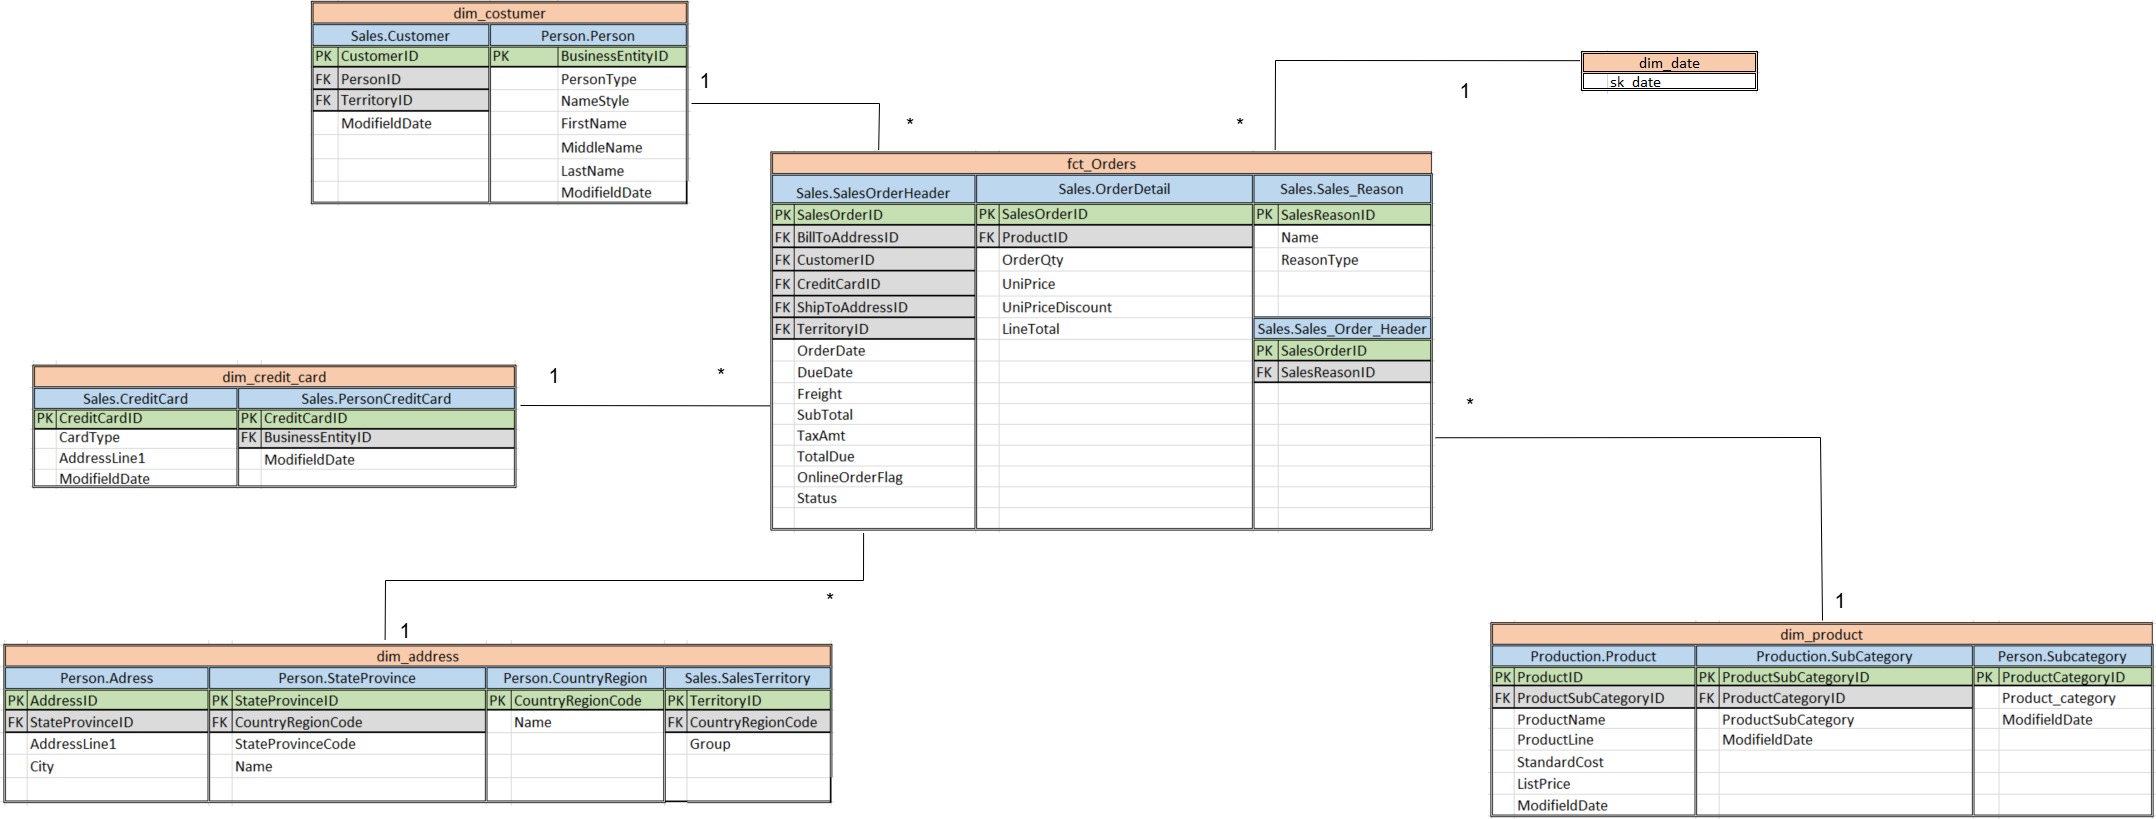 dim_costumer
Sales.Customer Person.Person
PK CustomerID PK BusinessEntityID
FK PersonID PersonType
FK TerritoryID NameStyle
ModifieldDate FirstName
MiddleName
LastName
ModifieldDate
1
*
dim_date
sk_date
1
*
fct_Orders
Sales.SalesOrderHeader Sales.OrderDetail Sales.Sales_Reason
PK SalesOrderID PK SalesOrderID PK SalesReasonID
FK BillToAddressID FK ProductID Name
FK CustomerID OrderQty ReasonType
FK CreditCardID UniPrice
FK ShipToAddressID UniPriceDiscount
FK TerritoryID LineTotal Sales.Sales_Order_Header
OrderDate PK SalesOrderID
DueDate FK SalesReasonID
Freight
SubTotal
TaxAmt
TotalDue
OnlineOrderFlag
Status
dim_credit_card
Sales.CreditCard Sales.PersonCreditCard
PK CreditCardID PK CreditCardID
CardType FK BusinessEntityID
AddressLine1 ModifieldDate
ModifieldDate
1
*
*
1
*
1
dim_address
Person.Adress Person.StateProvince Person.CountryRegion Sales.SalesTerritory
PK AddressID PK StateProvinceID PK CountryRegionCode PK TerritoryID
FK StateProvinceID FK CountryRegionCode Name FK CountryRegionCode
AddressLine1 StateProvinceCode Group
City Name
dim_product
Production.Product Production.SubCategory Person.Subcategory
PK ProductID PK ProductSubCategoryID PK ProductCategoryID
FK ProductSubCategoryID FK ProductCategoryID Product_category
ProductName ProductSubCategory ModifieldDate
ProductLine ModifieldDate
StandardCost
ListPrice
ModifieldDate